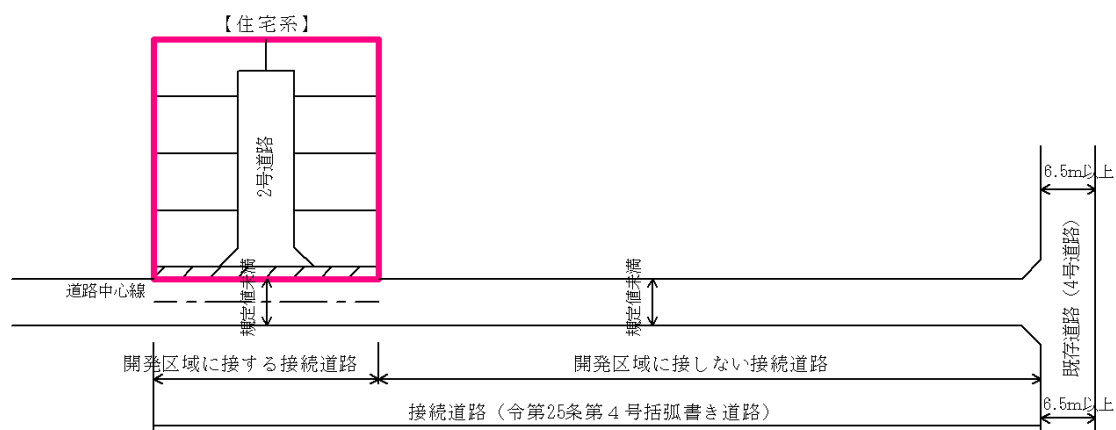 【住宅系】
2号道路
6.5m以上
道路中心線
規定値未満
規定値未満
既存道路（4号道路）
開発区域に接する接続道路
開発区域に接しない接続道路
接続道路（令第25条第４号括弧書き道路）
6.5m以上